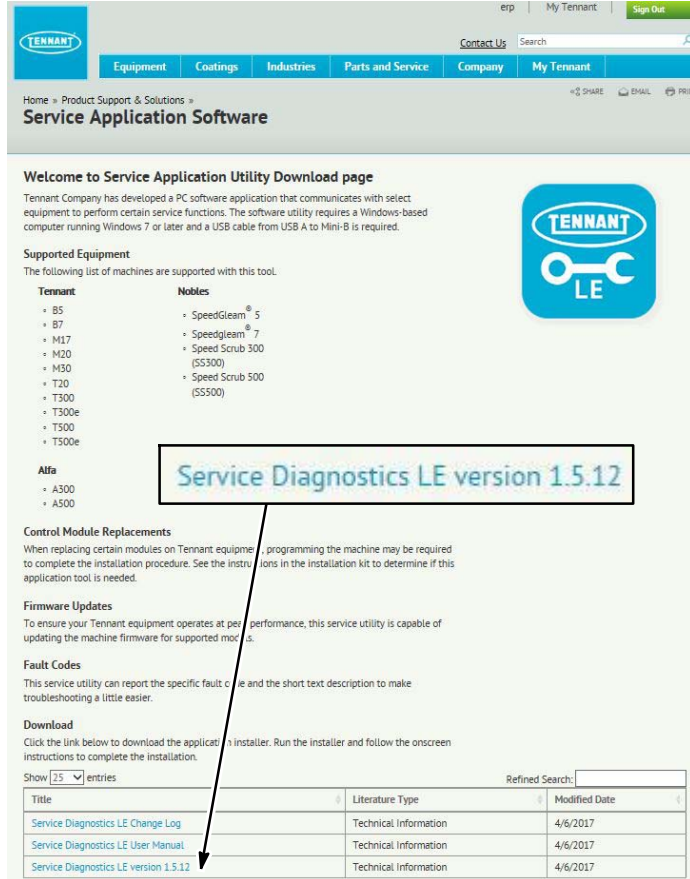 erp | My Tennant | Sign Out
TENNANT
Contact Us Search
Equipment Coatings Industries Parts and Service Company My Tennant
Home » Product Support & Solutions »
SHARE EMAIL PRI
Service Application Software
Welcome to Service Application Utility Download page
Tennant Company has developed a PC software application that communicates with select
equipment to perform certain service functions. The software utility requires a Windows-based
computer running Windows 7 or later and a USB cable from USB A to Mini-B is required.
TENNANT
LE
Supported Equipment
The following list of machines are supported with this tool.
Tennant
B5
B7
M17
M20
M30
T20
T300
T300e
T500
T500e
Nobles
SpeedGleam® 5
Speedgleam® 7
Speed Scrub 300
(SS300)
Speed Scrub 500
(SS500)
Alfa
A300
A500
Service Diagnostics LE version 1.5.12
Control Module Replacements
When replacing certain modules on Tennant equipment, programming the machine may be required
to complete the installation procedure. See the instructions in the installation kit to determine if this
application tool is needed.
Firmware Updates
To ensure your Tennant equipment operates at peak performance, this service utility is capable of
updating the machine firmware for supported models.
Fault Codes
This service utility can report the specific fault code and the short text description to make
troubleshooting a little easier.
Download
Click the link below to download the application installer. Run the installer and follow the onscreen
instructions to complete the installation.
Show 25 entries Refined Search:
Title Literature Type Modified Date
Service Diagnostics LE Change Log Technical Information 4/6/2017
Service Diagnostics LE User Manual Technical Information 4/6/2017
Service Diagnostics LE version 1.5.12 Technical Information 4/6/2017